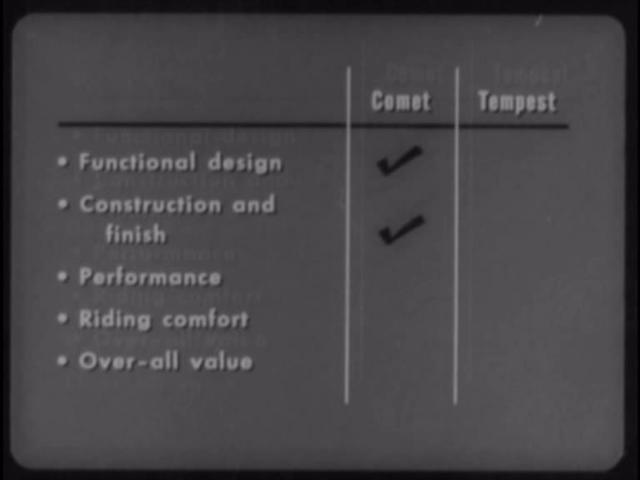 Comet Tempest
• Functional design
• Construction and
finish
• Performance
• Riding comfort
• Over-all value